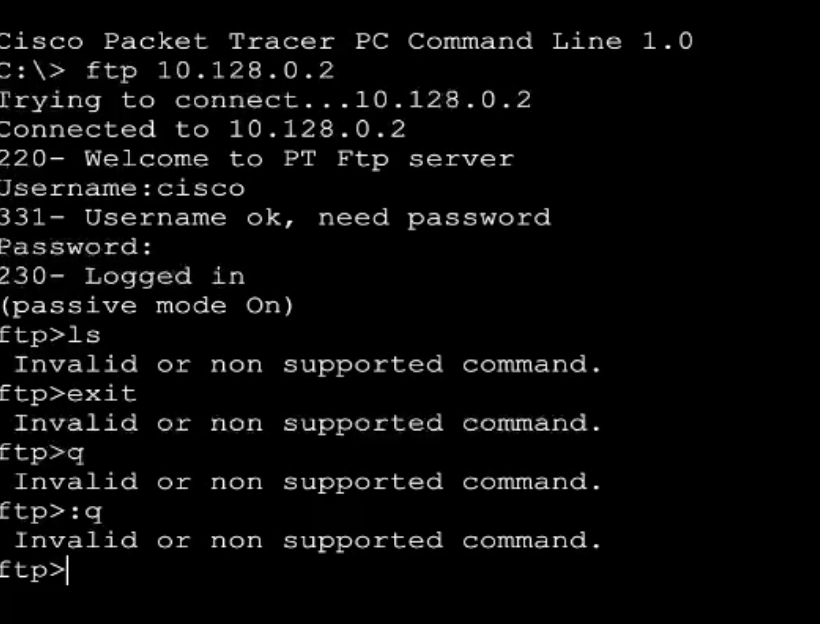 Cisco Packet Tracer PC Command Line 1.0
C:\> ftp 10.128.0.2
Trying to connect...10.128.0.2
Connected to 10.128.0.2
220- Welcome to PT Ftp server
Username:cisco
331- Username ok, need password
Password:
230- Logged in
(passive mode On)
ftp>ls
 Invalid or non supported command.
ftp>exit
 Invalid or non supported command.
ftp>q
 Invalid or non supported command.
ftp>:q
 Invalid or non supported command.
ftp>